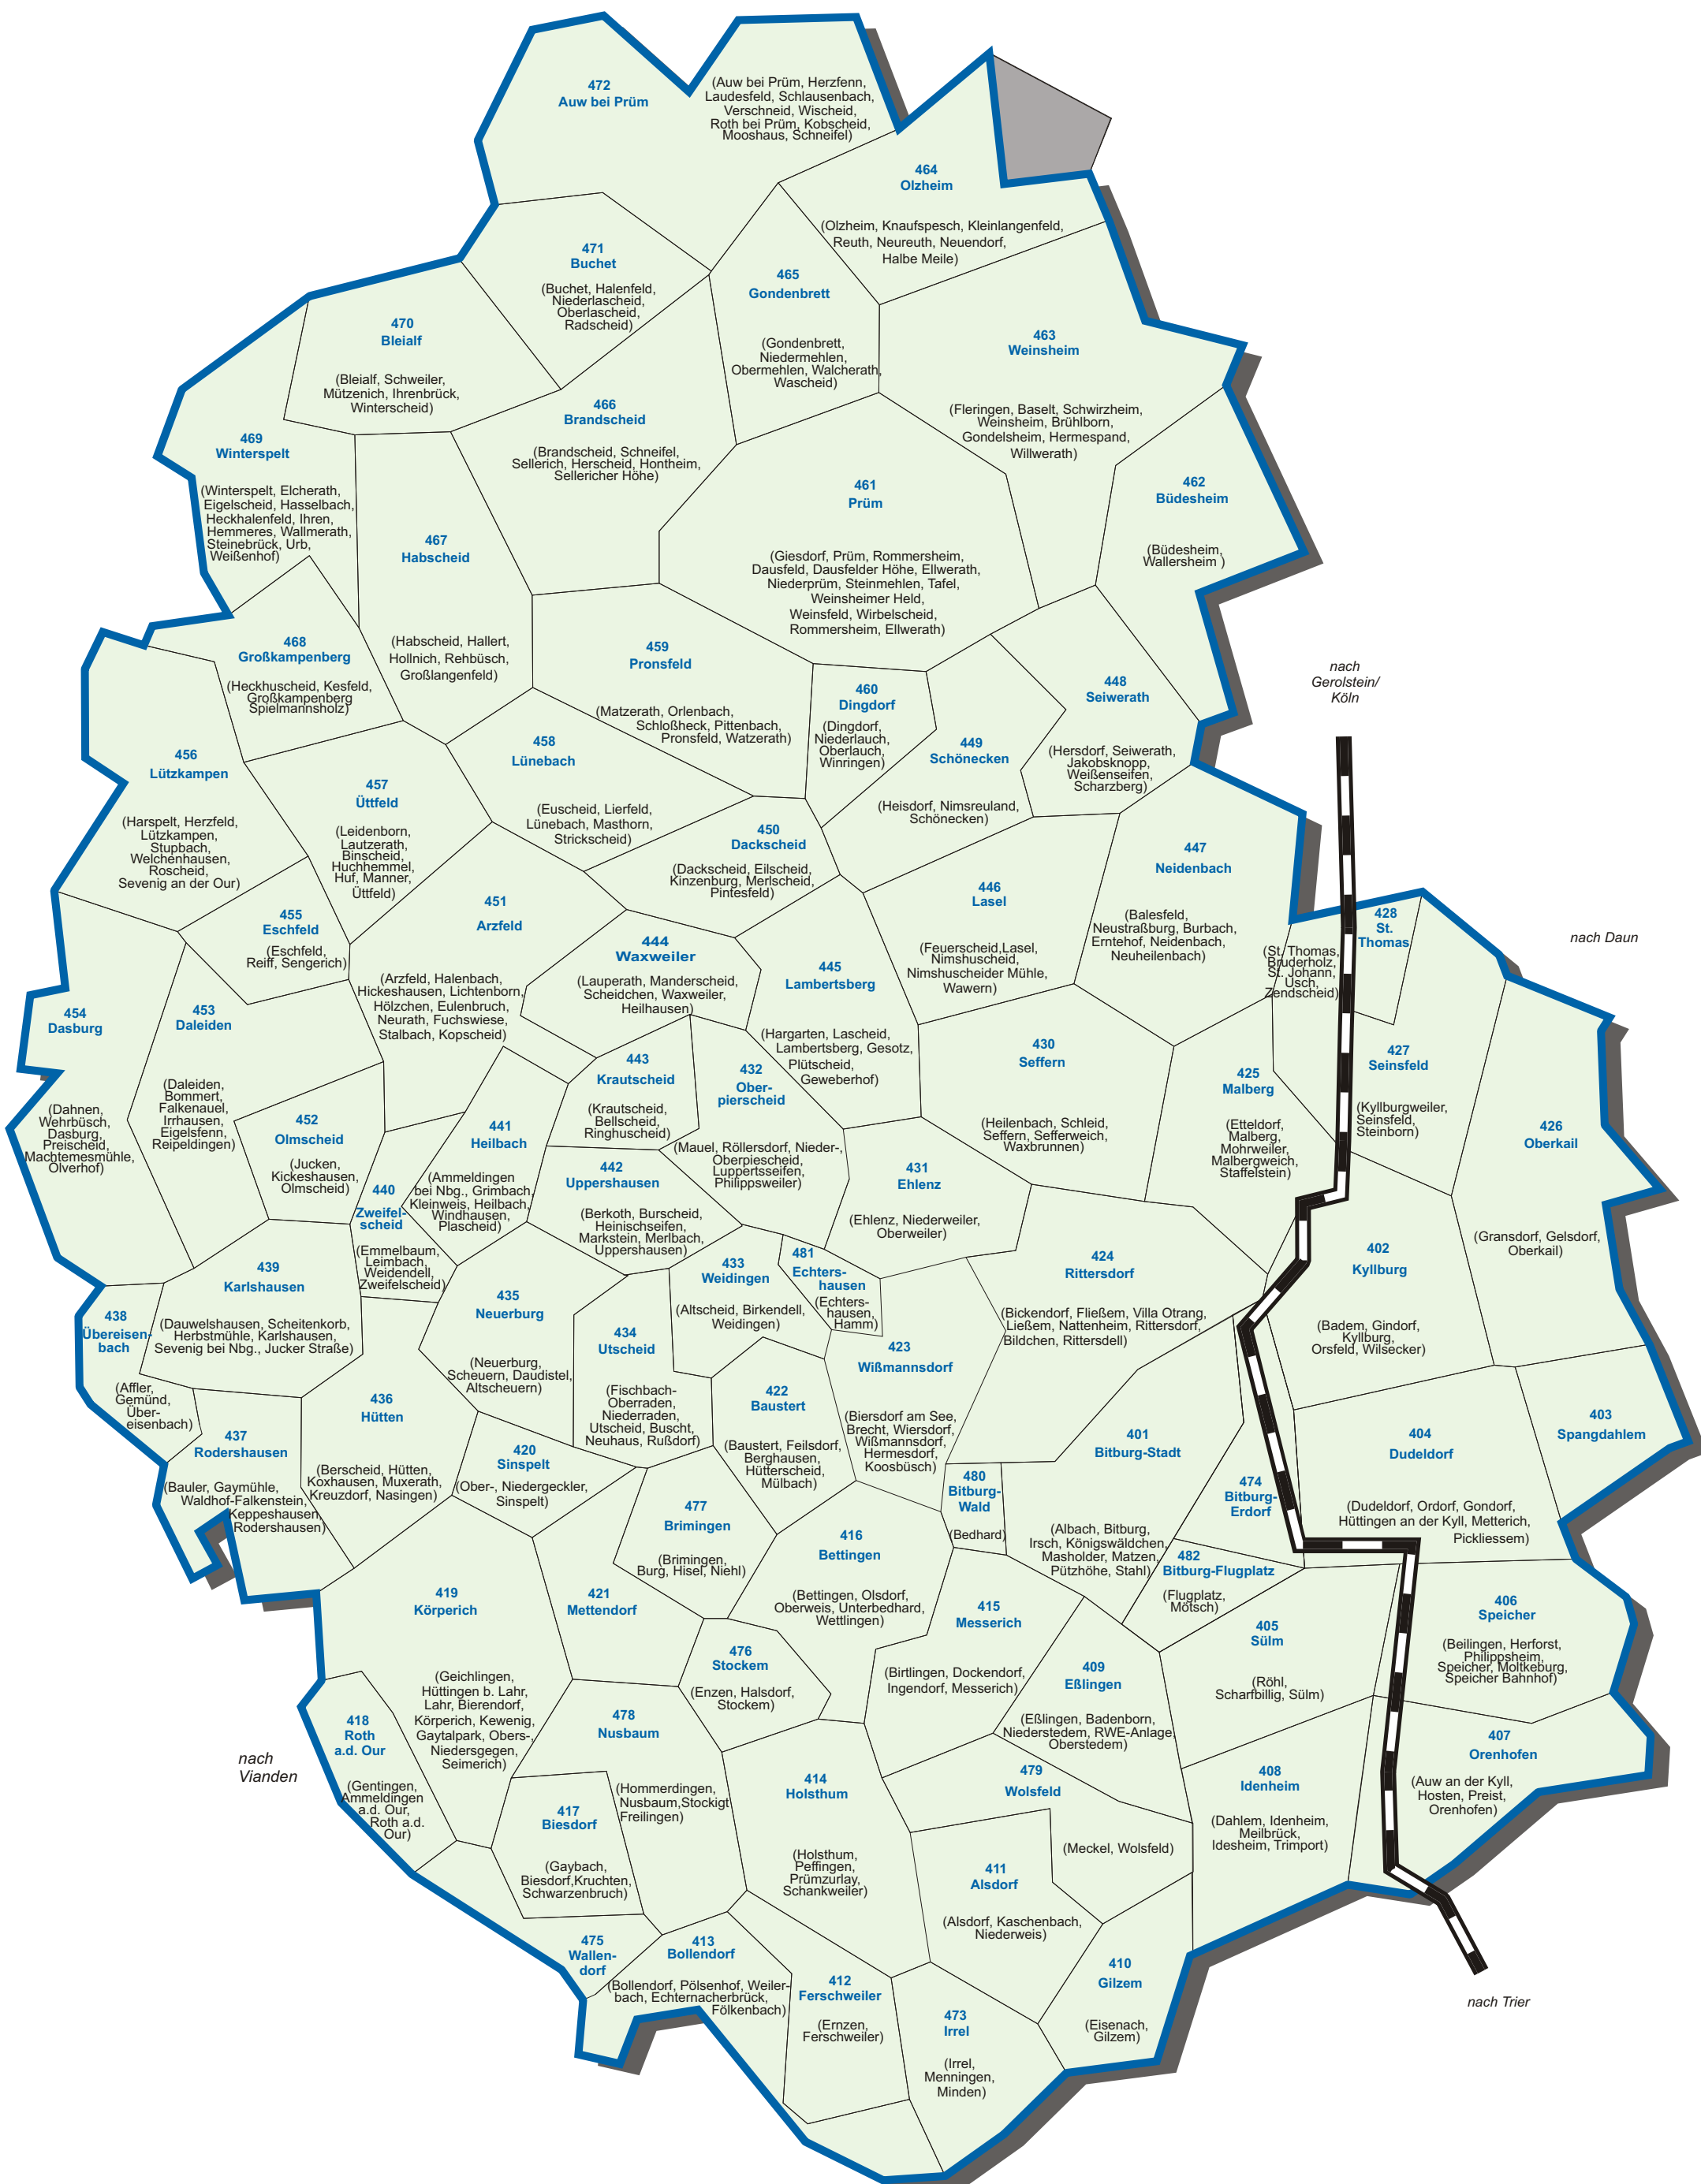 472
Auw bei Prüm
(Auw bei Prüm, Herzfenn,
Laudesfeld, Schlausenbach,
Verschneid, Wischeid,
Roth bei Prüm, Kobscheid,
Mooshaus, Schneifel)
464
Olzheim
(Olzheim, Knaufspesch, Kleinlangenfeld,
Reuth, Neureuth, Neuendorf,
Halbe Meile)
471
Buchet
(Buchet, Halenfeld,
Niederlascheid,
Oberlascheid,
Radscheid)
465
Gondenbrett
(Gondenbrett,
Niedermehlen,
Obermehlen, Walcherath,
Wascheid)
470
Bleialf
(Bleialf, Schweiler,
Mützenich, Ihrenbrück,
Winterscheid)
463
Weinsheim
(Fleringen, Baselt, Schwirzheim,
Weinsheim, Brühlborn,
Gondelsheim, Hermespand,
Willwerath)
466
Brandscheid
(Brandscheid, Schneifel,
Sellerich, Herscheid, Hontheim,
Sellericher Höhe)
469
Winterspelt
(Winterspelt, Elcherath,
Eigelscheid, Hasselbach,
Heckhalenfeld, Ihren,
Hemmeres, Wallmerath,
Steinebrück, Urb,
Weißenhof)
461
Prüm
(Giesdorf, Prüm, Rommersheim,
Dausfeld, Dausfelder Höhe, Ellwerath,
Niederprüm, Steinmehlen, Tafel,
Weinsheimer Held,
Weinsfeld, Wirbelscheid,
Rommersheim, Ellwerath)
462
Büdesheim
(Büdesheim,
Wallersheim )
467
Habscheid
(Habscheid, Hallert,
Hollnich, Rehbüsch,
Großlangenfeld)
468
Großkampenberg
(Heckhuscheid, Kesfeld,
Großkampenberg
Spielmannsholz)
459
Pronsfeld
(Matzerath, Orlenbach,
Schloßheck, Pittenbach,
Pronsfeld, Watzerath)
460
Dingdorf
(Dingdorf,
Niederlauch,
Oberlauch,
Winringen)
448
Seiwerath
(Hersdorf, Seiwerath,
Jakobsknopp,
Weißenseifen,
Scharzberg)
nach
Gerolstein/
Köln
449
Schönecken
(Heisdorf, Nimsreuland,
Schönecken)
456
Lützkampen
(Harspelt, Herzfeld,
Lützkampen,
Stupbach,
Welchenhausen,
Roscheid,
Sevenig an der Our)
457
Üttfeld
(Leidenborn,
Lautzerath,
Binscheid,
Huchhemmel,
Huf, Manner,
Üttfeld)
458
Lünebach
(Euscheid, Lierfeld,
Lünebach, Masthorn,
Strickscheid)
450
Dackscheid
(Dackscheid, Eilscheid,
Kinzenburg, Merlscheid,
Pintesfeld)
447
Neidenbach
(Balesfeld,
Neustraßburg, Burbach,
Erntehof, Neidenbach,
Neuheilenbach)
446
Lasel
(Feuerscheid,Lasel,
Nimshuscheid,
Nimshuscheider Mühle,
Wawern)
428
St.
Thomas
(St. Thomas,
Bruderholz,
St. Johann,
Usch,
Zendscheid)
nach Daun
455
Eschfeld
(Eschfeld,
Reiff, Sengerich)
451
Arzfeld
(Arzfeld, Halenbach,
Hickeshausen, Lichtenborn,
Hölzchen, Eulenbruch,
Neurath, Fuchswiese,
Stalbach, Kopscheid)
444
Waxweiler
(Lauperath, Manderscheid,
Scheidchen, Waxweiler,
Heilhausen)
445
Lambertsberg
(Hargarten, Lascheid,
Lambertsberg, Gesotz,
Plütscheid,
Geweberhof)
454
Dasburg
(Dahnen,
Wehrbüsch,
Dasburg,
Preischeid,
Machtemesmühle,
Olverhof)
453
Daleiden
(Daleiden,
Bommert,
Falkenauel,
Irrhausen,
Eigelsfenn,
Reipeldingen)
430
Seffern
(Heilenbach, Schleid,
Seffern, Sefferweich,
Waxbrunnen)
427
Seinsfeld
(Kyllburgweiler,
Seinsfeld,
Steinborn)
425
Malberg
(Etteldorf,
Malberg,
Mohrweiler,
Malbergweich,
Staffelstein)
426
Oberkail
(Gransdorf, Gelsdorf,
Oberkail)
443
Krautscheid
(Krautscheid,
Bellscheid,
Ringhuscheid)
432
Ober-
pierscheid
(Mauel, Röllersdorf, Nieder-,
Oberpiescheid,
Luppertsseifen,
Philippsweiler)
452
Olmscheid
(Jucken,
Kickeshausen,
Olmscheid)
441
Heilbach
(Ammeldingen
bei Nbg., Grimbach,
Kleinweis, Heilbach,
Windhausen,
Plascheid)
442
Uppershausen
(Berkoth, Burscheid,
Heinischseifen,
Markstein, Merlbach,
Uppershausen)
431
Ehlenz
(Ehlenz, Niederweiler,
Oberweiler)
440
Zweifel-
scheid
(Emmelbaum,
Leimbach,
Weidendell,
Zweifelscheid)
439
Karlshausen
(Dauwelshausen, Scheitenkorb,
Herbstmühle, Karlshausen,
Sevenig bei Nbg., Jucker Straße)
433
Weidingen
(Altscheid, Birkendell,
Weidingen)
481
Echters-
hausen
(Echters-
hausen,
Hamm)
424
Rittersdorf
(Bickendorf, Fließem, Villa Otrang,
Ließem, Nattenheim, Rittersdorf,
Bildchen, Rittersdell)
402
Kyllburg
(Badem, Gindorf,
Kyllburg,
Orsfeld, Wilsecker)
438
Übereisen-
bach
(Affler,
Gemünd,
Über-
eisenbach)
435
Neuerburg
(Neuerburg,
Scheuern, Daudistel,
Altscheuern)
434
Utscheid
(Fischbach-
Oberraden,
Niederraden,
Utscheid, Buscht,
Neuhaus, Rußdorf)
423
Wißmannsdorf
(Biersdorf am See,
Brecht, Wiersdorf,
Wißmannsdorf,
Hermesdorf,
Koosbüsch)
422
Baustert
(Baustert, Feilsdorf,
Berghausen,
Hütterscheid,
Mülbach)
436
Hütten
(Berscheid, Hütten,
Koxhausen, Muxerath,
Kreuzdorf, Nasingen)
437
Rodershausen
(Bauler, Gaymühle,
Waldhof-Falkenstein,
Keppeshausen,
Rodershausen)
420
Sinspelt
(Ober-, Niedergeckler,
Sinspelt)
401
Bitburg-Stadt
(Albach, Bitburg,
Irsch, Königswäldchen,
Masholder, Matzen,
Pützhöhe, Stahl)
404
Dudeldorf
(Dudeldorf, Ordorf, Gondorf,
Hüttingen an der Kyll, Metterich,
Pickliessem)
403
Spangdahlem
480
Bitburg-
Wald
(Bedhard)
474
Bitburg-
Erdorf
477
Brimingen
(Brimingen,
Burg, Hisel, Niehl)
416
Bettingen
(Bettingen, Olsdorf,
Oberweis, Unterbedhard,
Wettlingen)
482
Bitburg-Flugplatz
(Flugplatz,
Mötsch)
419
Körperich
(Geichlingen,
Hüttingen b. Lahr,
Lahr, Bierendorf,
Körperich, Kewenig,
Gaytalpark, Obers-,
Niedersgegen,
Seimerich)
421
Mettendorf
415
Messerich
(Birtlingen, Dockendorf,
Ingendorf, Messerich)
405
Sülm
(Röhl,
Scharfbillig, Sülm)
406
Speicher
(Beilingen, Herforst,
Philippsheim,
Speicher, Moltkeburg,
Speicher Bahnhof)
476
Stockem
(Enzen, Halsdorf,
Stockem)
409
Eßlingen
(Eßlingen, Badenborn,
Niederstedem, RWE-Anlage,
Oberstedem)
418
Roth
a.d. Our
(Gentingen,
Ammeldingen
a.d. Our,
Roth a.d.
Our)
nach
Vianden
478
Nusbaum
(Hommerdingen,
Nusbaum,Stockigt
Freilingen)
407
Orenhofen
(Auw an der Kyll,
Hosten, Preist,
Orenhofen)
414
Holsthum
(Holsthum,
Peffingen,
Prümzurlay,
Schankweiler)
479
Wolsfeld
(Meckel, Wolsfeld)
408
Idenheim
(Dahlem, Idenheim,
Meilbrück,
Idesheim, Trimport)
417
Biesdorf
(Gaybach,
Biesdorf,Kruchten,
Schwarzenbruch)
411
Alsdorf
(Alsdorf, Kaschenbach,
Niederweis)
475
Wallen-
dorf
413
Bollendorf
(Bollendorf, Pölsenhof, Weiler-
bach, Echternacherbrück,
Fölkenbach)
412
Ferschweiler
(Ernzen,
Ferschweiler)
410
Gilzem
(Eisenach,
Gilzem)
473
Irrel
(Irrel,
Menningen,
Minden)
nach Trier